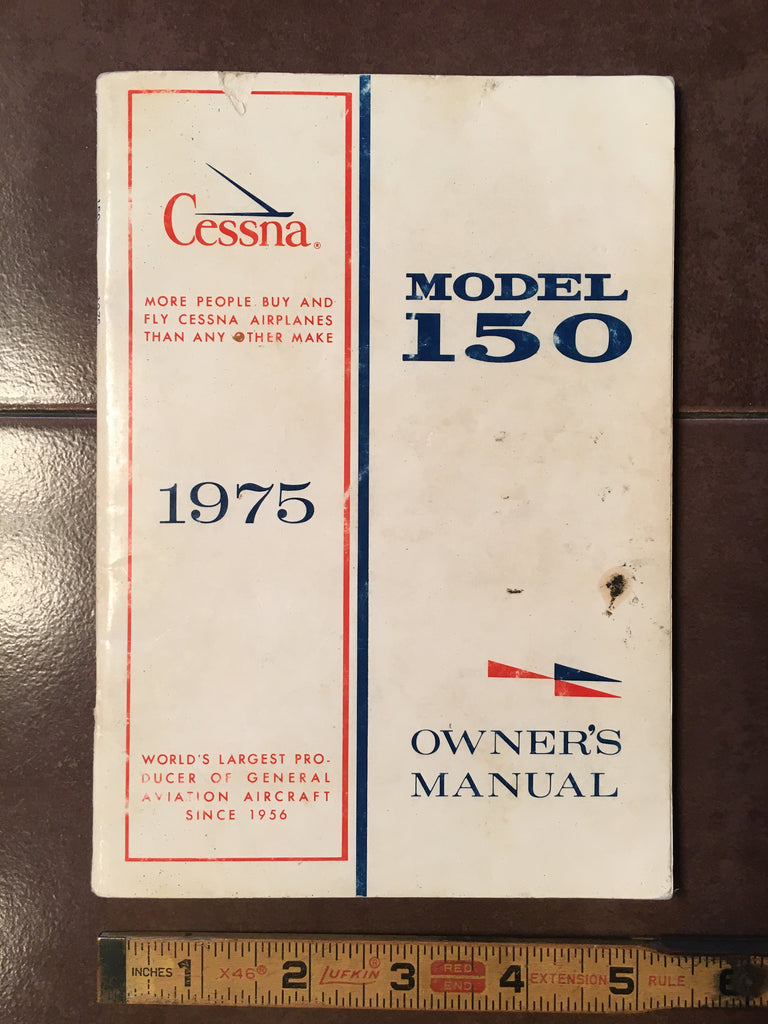 Cessna®
MORE PEOPLE BUY AND
FLY CESSNA AIRPLANES
THAN ANY OTHER MAKE
1975
WORLD'S LARGEST PRO-
DUCER OF GENERAL
AVIATION AIRCRAFT
SINCE 1956
MODEL
150
OWNER'S
MANUAL
INCHES 1 X46® 2 LUFKIN® 3 RED END 4 EXTENSION 5 RULE 6